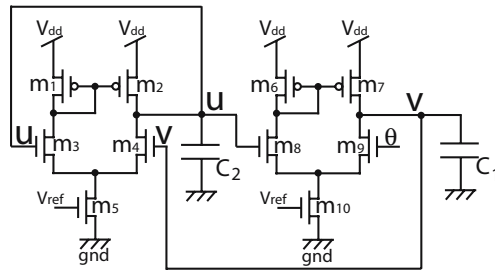 Vdd Vdd Vdd Vdd
m1 m2 m6 m7
u v
u m3 m4 v m8 m9 θ
C2 C1
Vref m5 Vref m10
gnd gnd